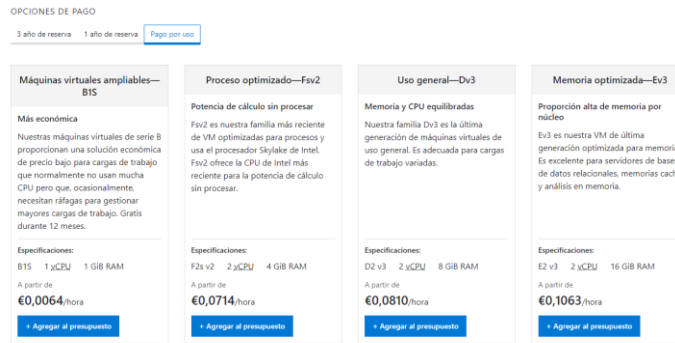 OPCIONES DE PAGO
3 año de reserva 1 año de reserva Pago por uso
Máquinas virtuales ampliables—
B1S
Más económica
Nuestras máquinas virtuales de serie B
proporcionan una solución económica
de precio bajo para cargas de trabajo
que normalmente no usan mucha
CPU pero que, ocasionalmente,
necesitan ráfagas para gestionar
mayores cargas de trabajo. Gratis
durante 12 meses.
Especificaciones:
B1S 1 vCPU 1 GiB RAM
A partir de
€0,0064/hora
+ Agregar al presupuesto
Proceso optimizado—Fsv2
Potencia de cálculo sin procesar
Fsv2 es nuestra familia más reciente
de VM optimizadas para procesos y
usa el procesador Skylake de Intel.
Fsv2 ofrece la CPU de Intel más
reciente para la potencia de cálculo
sin procesar.
Especificaciones:
F2s v2 2 vCPU 4 GiB RAM
A partir de
€0,0714/hora
+ Agregar al presupuesto
Uso general—Dv3
Memoria y CPU equilibradas
Nuestra familia Dv3 es la última
generación de máquinas virtuales de
uso general. Es adecuada para cargas
de trabajo variadas.
Especificaciones:
D2 v3 2 vCPU 8 GiB RAM
A partir de
€0,0810/hora
+ Agregar al presupuesto
Memoria optimizada—Ev3
Proporción alta de memoria por
núcleo
Ev3 es nuestra VM de última
generación optimizada para memoria
Es excelente para servidores de base
de datos relacionales, memorias cach
y análisis en memoria.
Especificaciones:
E2 v3 2 vCPU 16 GiB RAM
A partir de
€0,1063/hora
+ Agregar al presupuesto